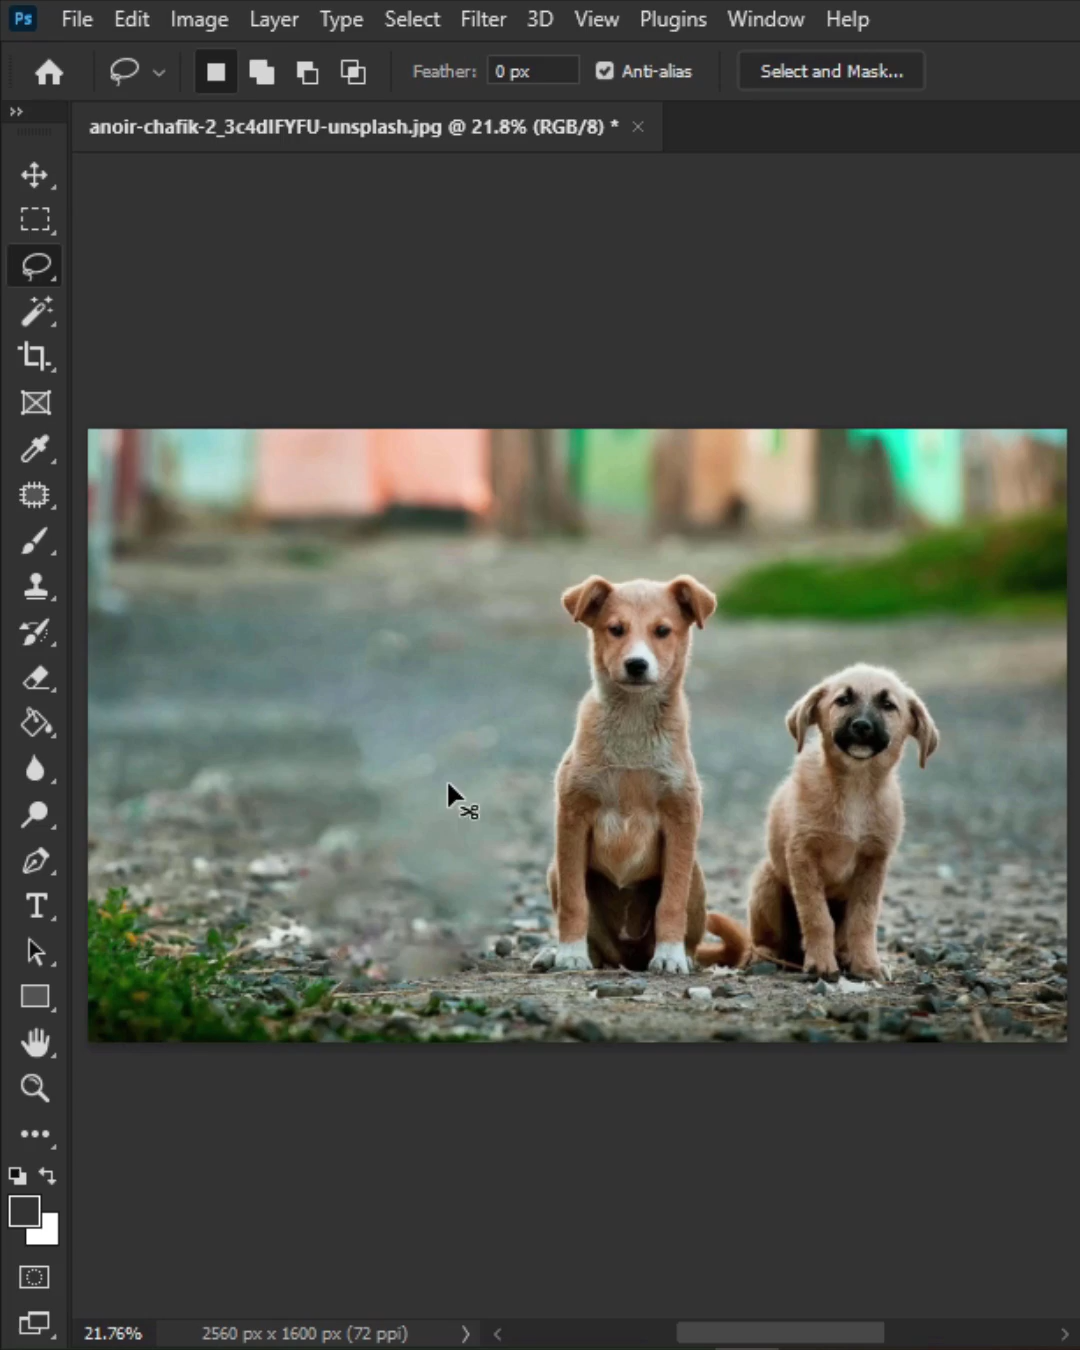 Ps File Edit Image Layer Type Select Filter 3D View Plugins Window Help
Feather: 0 px Anti-alias Select and Mask...
anoir-chafik-2_3c4dIFYFU-unsplash.jpg @ 21.8% (RGB/8) * ×
21.76% 2560 px x 1600 px (72 ppi)